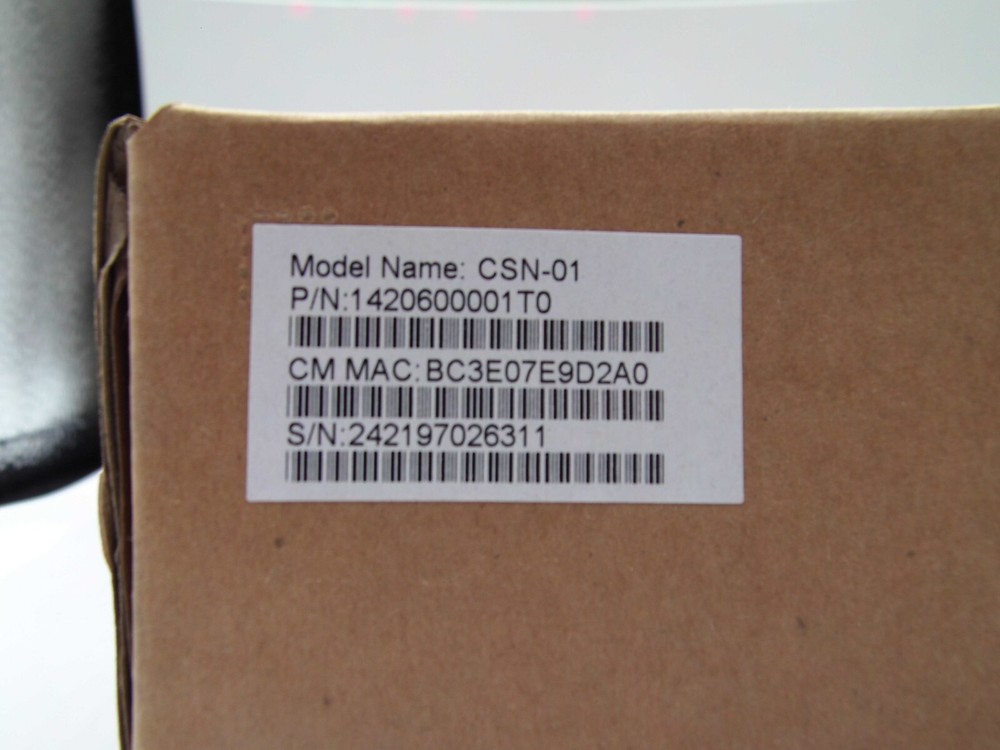 Model Name: CSN-01
P/N:1420600001T0
CM MAC:BC3E07E9D2A0
S/N:242197026311